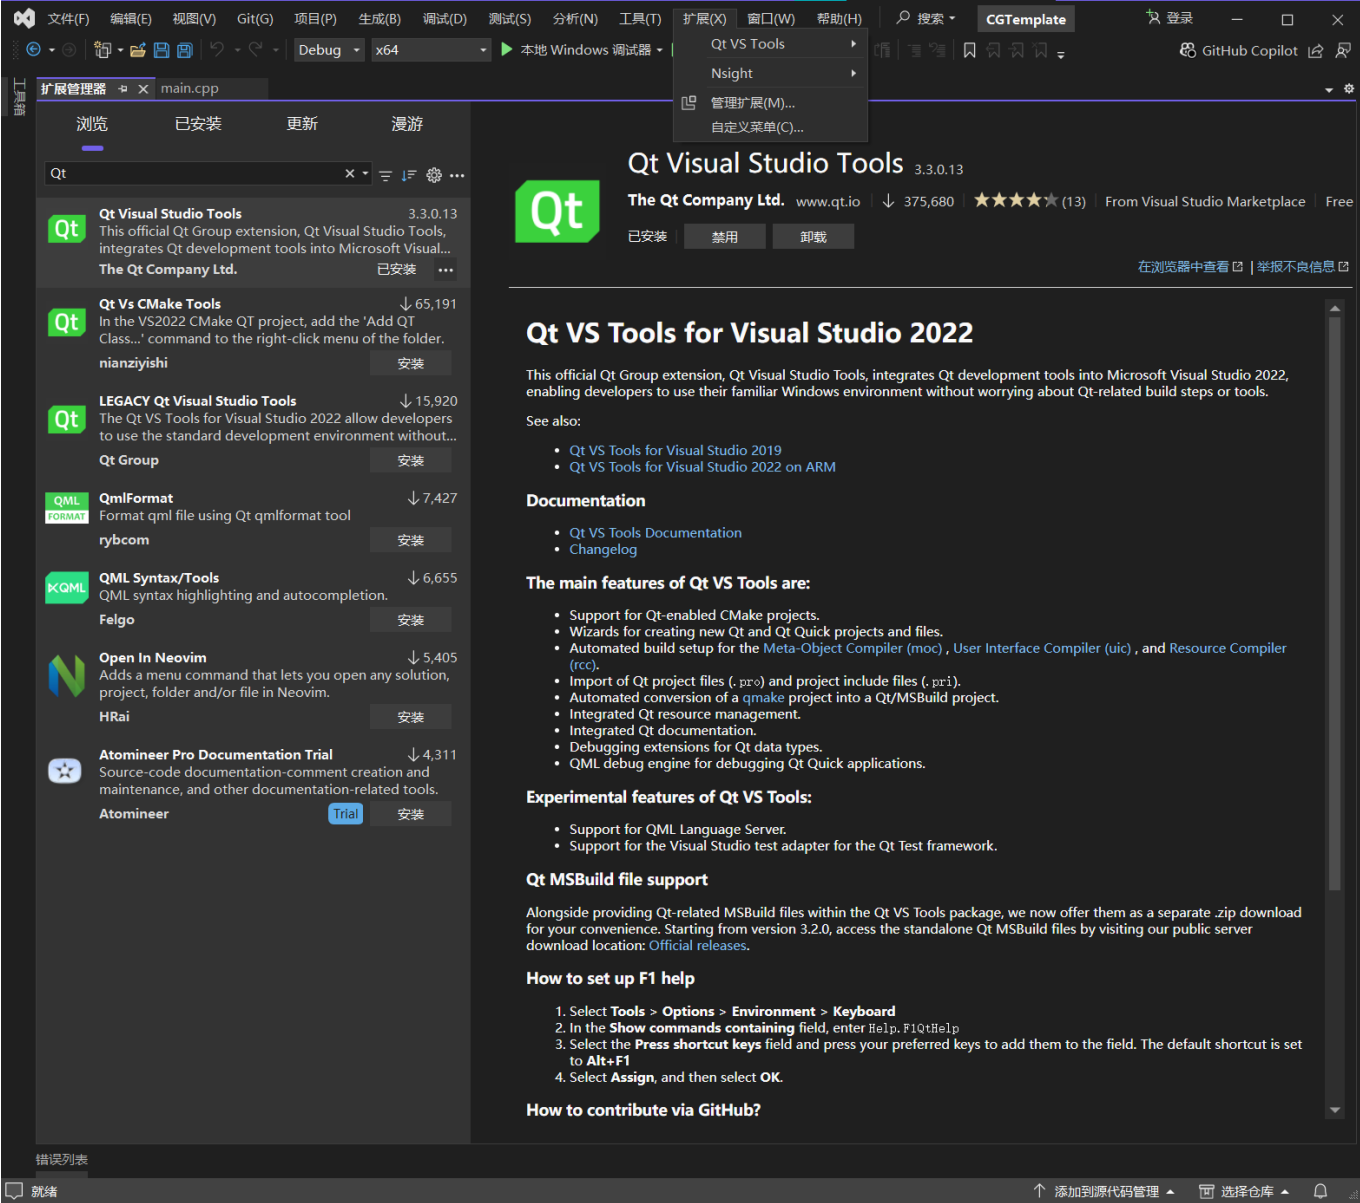 文件(F) 编辑(E) 视图(V) Git(G) 项目(P) 生成(B) 调试(D) 测试(S) 分析(N) 工具(T) 扩展(X) 窗口(W) 帮助(H) 搜索 CGTemplate 登录
Debug x64 本地 Windows 调试器 GitHub Copilot
Qt VS Tools
Nsight
管理扩展(M)...
自定义菜单(C)...
工具箱
扩展管理器 main.cpp
浏览 已安装 更新 漫游
Qt
Qt Visual Studio Tools 3.3.0.13
This official Qt Group extension, Qt Visual Studio Tools,
integrates Qt development tools into Microsoft Visual...
The Qt Company Ltd. 已安装
Qt Vs CMake Tools 65,191
In the VS2022 CMake QT project, add the 'Add QT
Class...' command to the right-click menu of the folder.
nianziyishi 安装
LEGACY Qt Visual Studio Tools 15,920
The Qt VS Tools for Visual Studio 2022 allow developers
to use the standard development environment without...
Qt Group 安装
QML
FORMAT
QmlFormat 7,427
Format qml file using Qt qmlformat tool
rybcom 安装
QML
QML Syntax/Tools 6,655
QML syntax highlighting and autocompletion.
Felgo 安装
Open In Neovim 5,405
Adds a menu command that lets you open any solution,
project, folder and/or file in Neovim.
HRai 安装
Atomineer Pro Documentation Trial 4,311
Source-code documentation-comment creation and
maintenance, and other documentation-related tools.
Atomineer Trial 安装
Qt
Qt Visual Studio Tools 3.3.0.13
The Qt Company Ltd. www.qt.io 375,680 (13) From Visual Studio Marketplace Free
已安装 禁用 卸载
在浏览器中查看 | 举报不良信息
Qt VS Tools for Visual Studio 2022
This official Qt Group extension, Qt Visual Studio Tools, integrates Qt development tools into Microsoft Visual Studio 2022,
enabling developers to use their familiar Windows environment without worrying about Qt-related build steps or tools.
See also:
• Qt VS Tools for Visual Studio 2019
• Qt VS Tools for Visual Studio 2022 on ARM
Documentation
• Qt VS Tools Documentation
• Changelog
The main features of Qt VS Tools are:
• Support for Qt-enabled CMake projects.
• Wizards for creating new Qt and Qt Quick projects and files.
• Automated build setup for the Meta-Object Compiler (moc) , User Interface Compiler (uic) , and Resource Compiler
(rcc).
• Import of Qt project files (.pro) and project include files (.pri).
• Automated conversion of a qmake project into a Qt/MSBuild project.
• Integrated Qt resource management.
• Integrated Qt documentation.
• Debugging extensions for Qt data types.
• QML debug engine for debugging Qt Quick applications.
Experimental features of Qt VS Tools:
• Support for QML Language Server.
• Support for the Visual Studio test adapter for the Qt Test framework.
Qt MSBuild file support
Alongside providing Qt-related MSBuild files within the Qt VS Tools package, we now offer them as a separate .zip download
for your convenience. Starting from version 3.2.0, access the standalone Qt MSBuild files by visiting our public server
download location: Official releases.
How to set up F1 help
1. Select Tools > Options > Environment > Keyboard
2. In the Show commands containing field, enter Help.F1QtHelp
3. Select the Press shortcut keys field and press your preferred keys to add them to the field. The default shortcut is set
to Alt+F1
4. Select Assign, and then select OK.
How to contribute via GitHub?
错误列表
就绪 添加到源代码管理 选择仓库